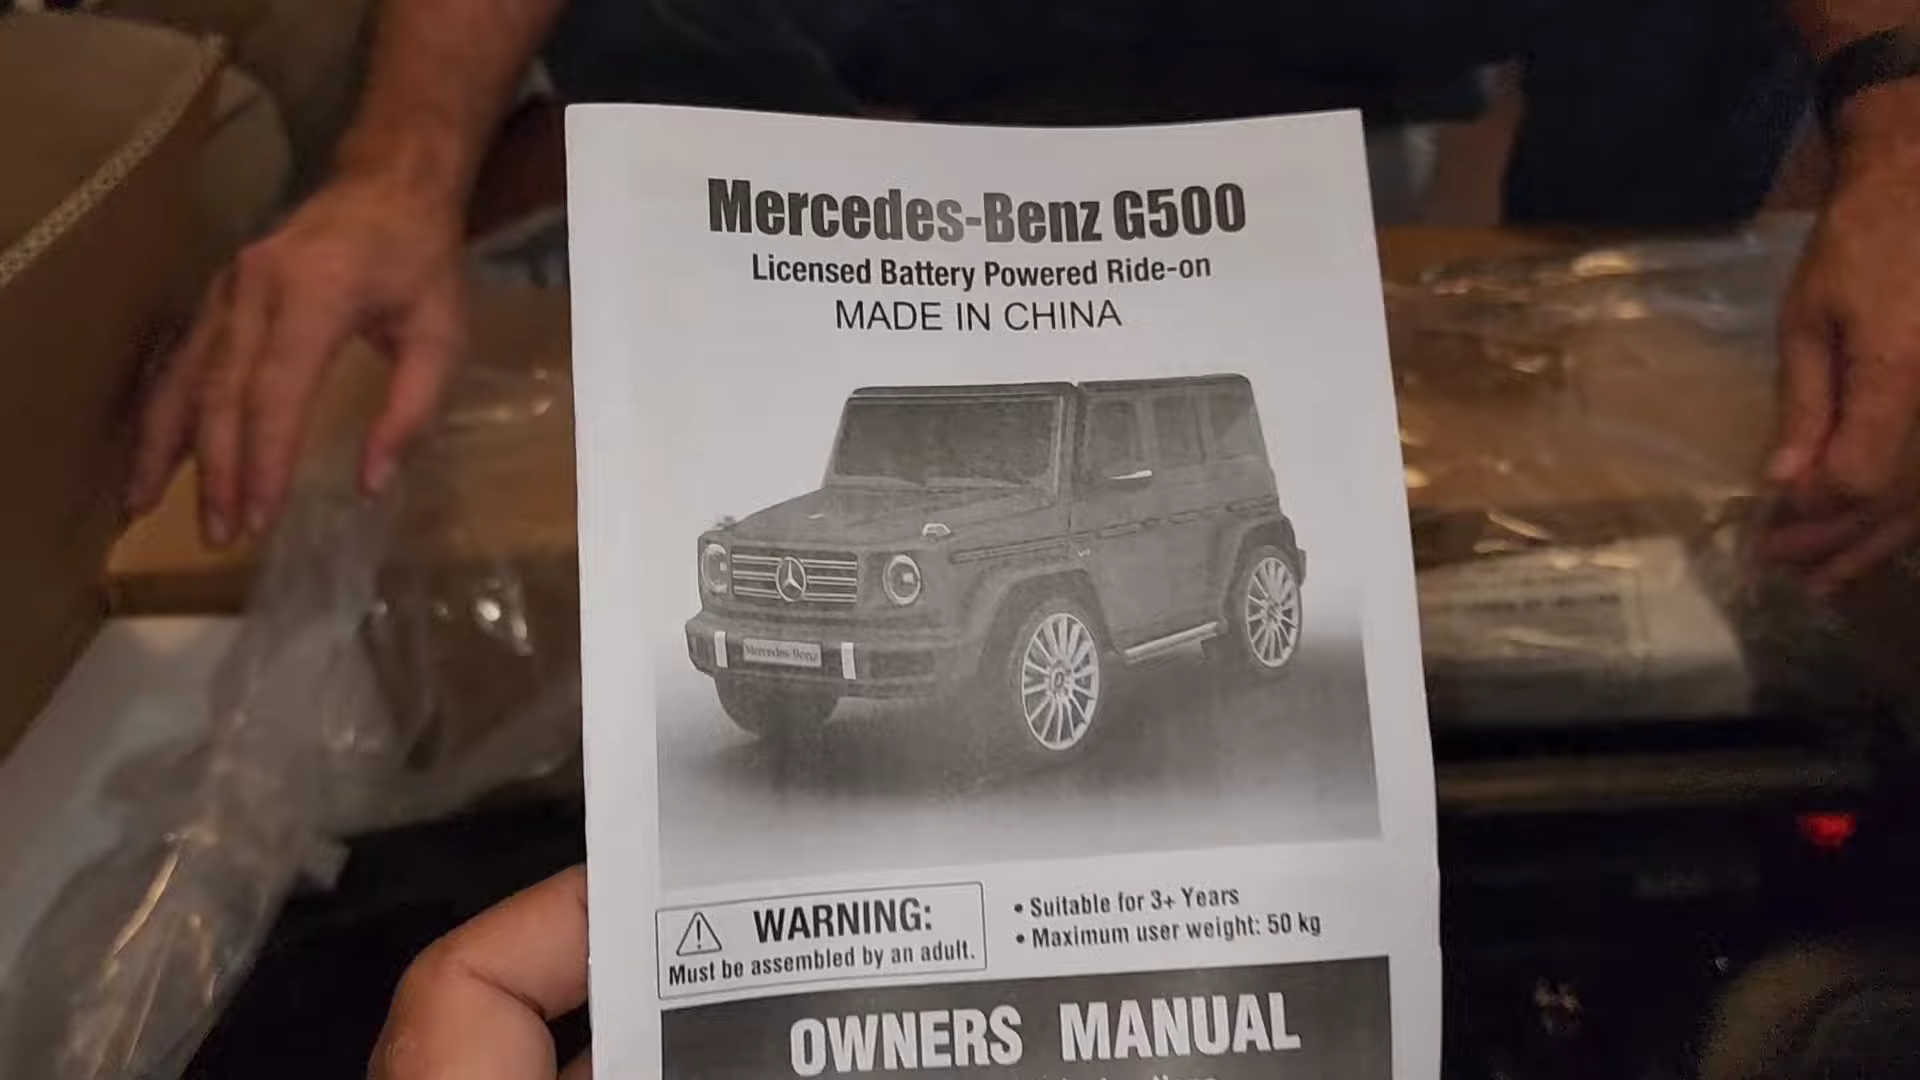 Mercedes-Benz G500
Licensed Battery Powered Ride-on
MADE IN CHINA
Mercedes-Benz
WARNING:
Must be assembled by an adult.
• Suitable for 3+ Years
• Maximum user weight: 50 kg
OWNERS MANUAL